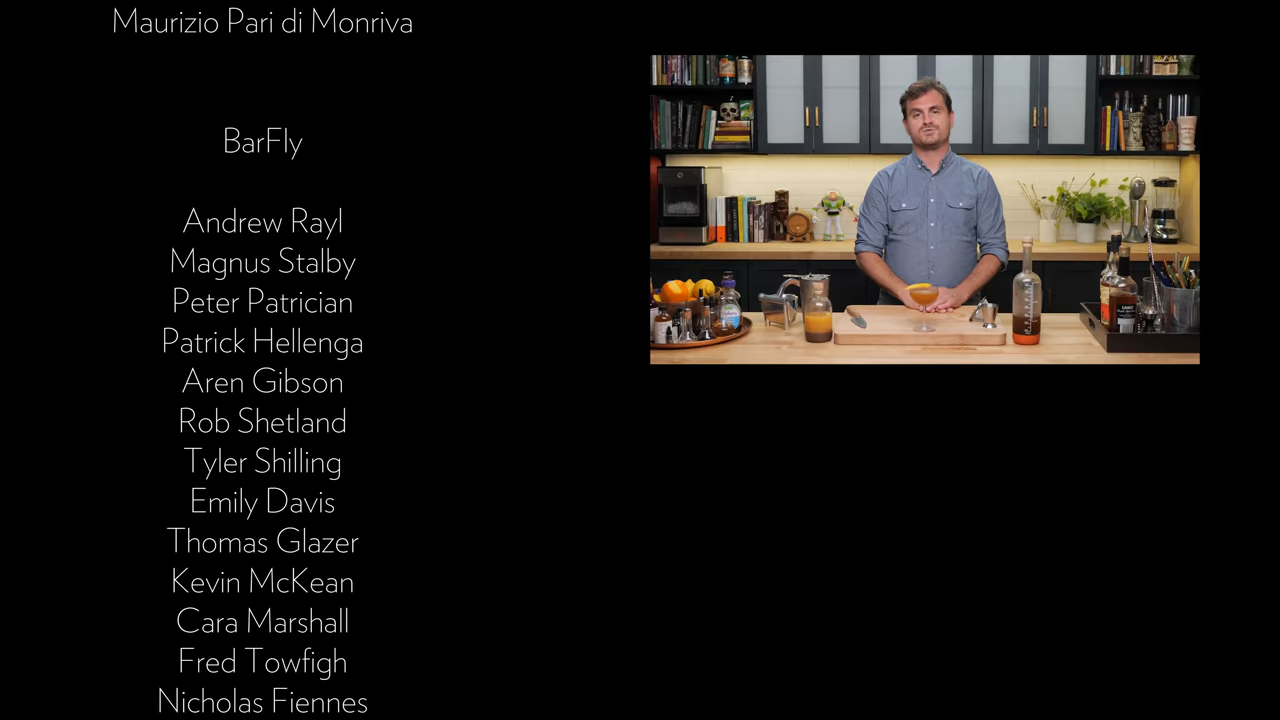 Maurizio Pari di Monriva
BarFly
Andrew Rayl
Magnus Stalby
Peter Patrician
Patrick Hellenga
Aren Gibson
Rob Shetland
Tyler Shilling
Emily Davis
Thomas Glazer
Kevin McKean
Cara Marshall
Fred Towfigh
Nicholas Fiennes